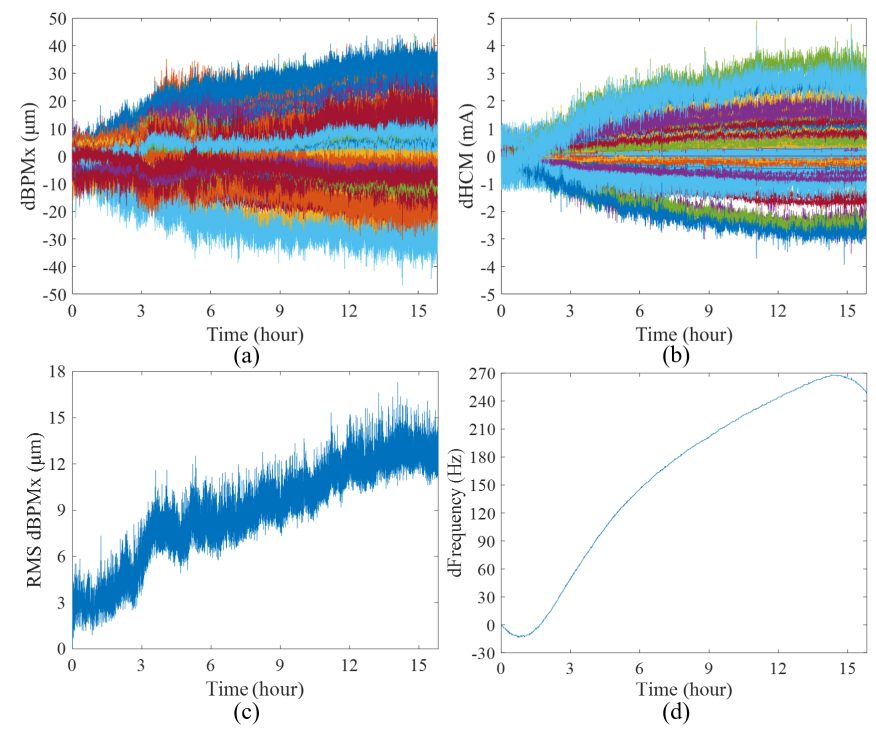 50
40
30
20
10
0
-10
-20
-30
-40
-50
dBPMx (μm)
0 3 6 9 12 15
Time (hour)
(a)
5
4
3
2
1
0
-1
-2
-3
-4
-5
dHCM (mA)
0 3 6 9 12 15
Time (hour)
(b)
18
15
12
9
6
3
0
RMS dBPMx (μm)
0 3 6 9 12 15
Time (hour)
(c)
270
240
210
180
150
120
90
60
30
0
-30
dFrequency (Hz)
0 3 6 9 12 15
Time (hour)
(d)